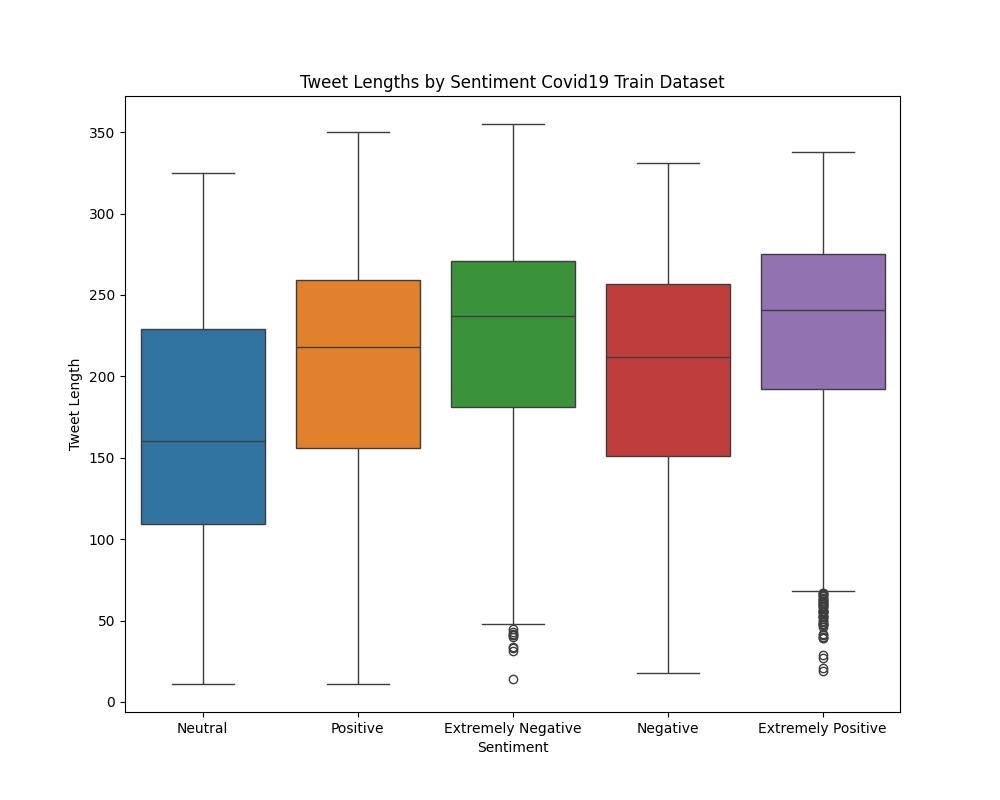 Tweet Lengths by Sentiment Covid19 Train Dataset
Tweet Length
350
300
250
200
150
100
50
0
Neutral Positive Extremely Negative Negative Extremely Positive
Sentiment